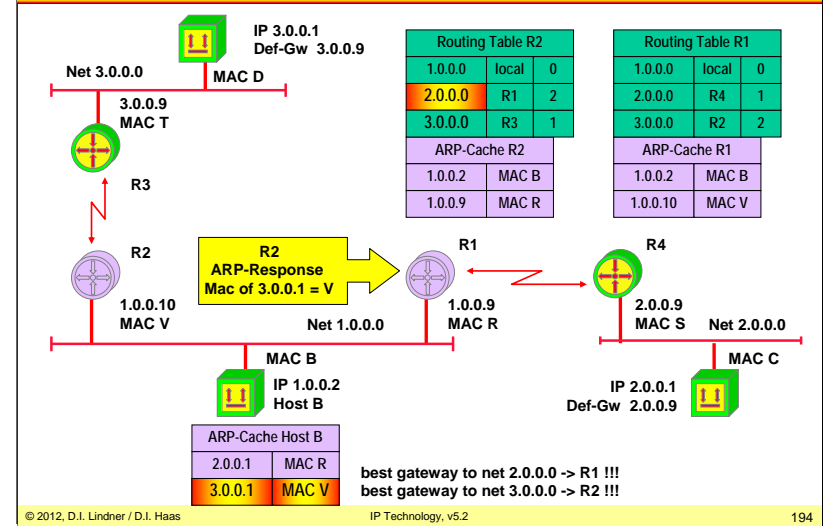 IP 3.0.0.1
Def-Gw 3.0.0.9
Net 3.0.0.0
MAC D
3.0.0.9
MAC T
R3
Routing Table R2
1.0.0.0 local 0
2.0.0.0 R1 2
3.0.0.0 R3 1
ARP-Cache R2
1.0.0.2 MAC B
1.0.0.9 MAC R
Routing Table R1
1.0.0.0 local 0
2.0.0.0 R4 1
3.0.0.0 R2 2
ARP-Cache R1
1.0.0.2 MAC B
1.0.0.10 MAC V
R2
R2
ARP-Response
Mac of 3.0.0.1 = V
R1
R4
1.0.0.10
MAC V
Net 1.0.0.0
1.0.0.9
MAC R
2.0.0.9
MAC S
Net 2.0.0.0
MAC B
IP 1.0.0.2
Host B
MAC C
IP 2.0.0.1
Def-Gw 2.0.0.9
ARP-Cache Host B
2.0.0.1 MAC R
3.0.0.1 MAC V
best gateway to net 2.0.0.0 -> R1 !!!
best gateway to net 3.0.0.0 -> R2 !!!
© 2012, D.I. Lindner / D.I. Haas
IP Technology, v5.2
194